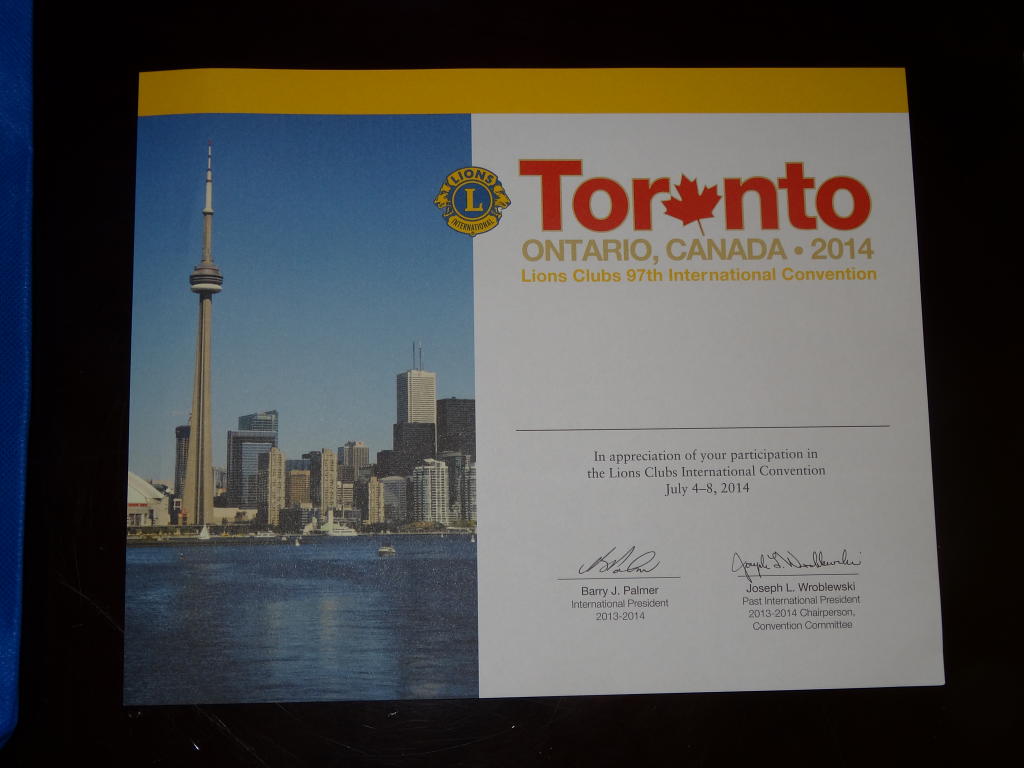 LIONS
L
INTERNATIONAL
Toronto
ONTARIO, CANADA • 2014
Lions Clubs 97th International Convention
In appreciation of your participation in
the Lions Clubs International Convention
July 4–8, 2014
Barry J. Palmer
International President
2013-2014
Joseph L. Wroblewski
Joseph L. Wroblewski
Past International President
2013-2014 Chairperson,
Convention Committee